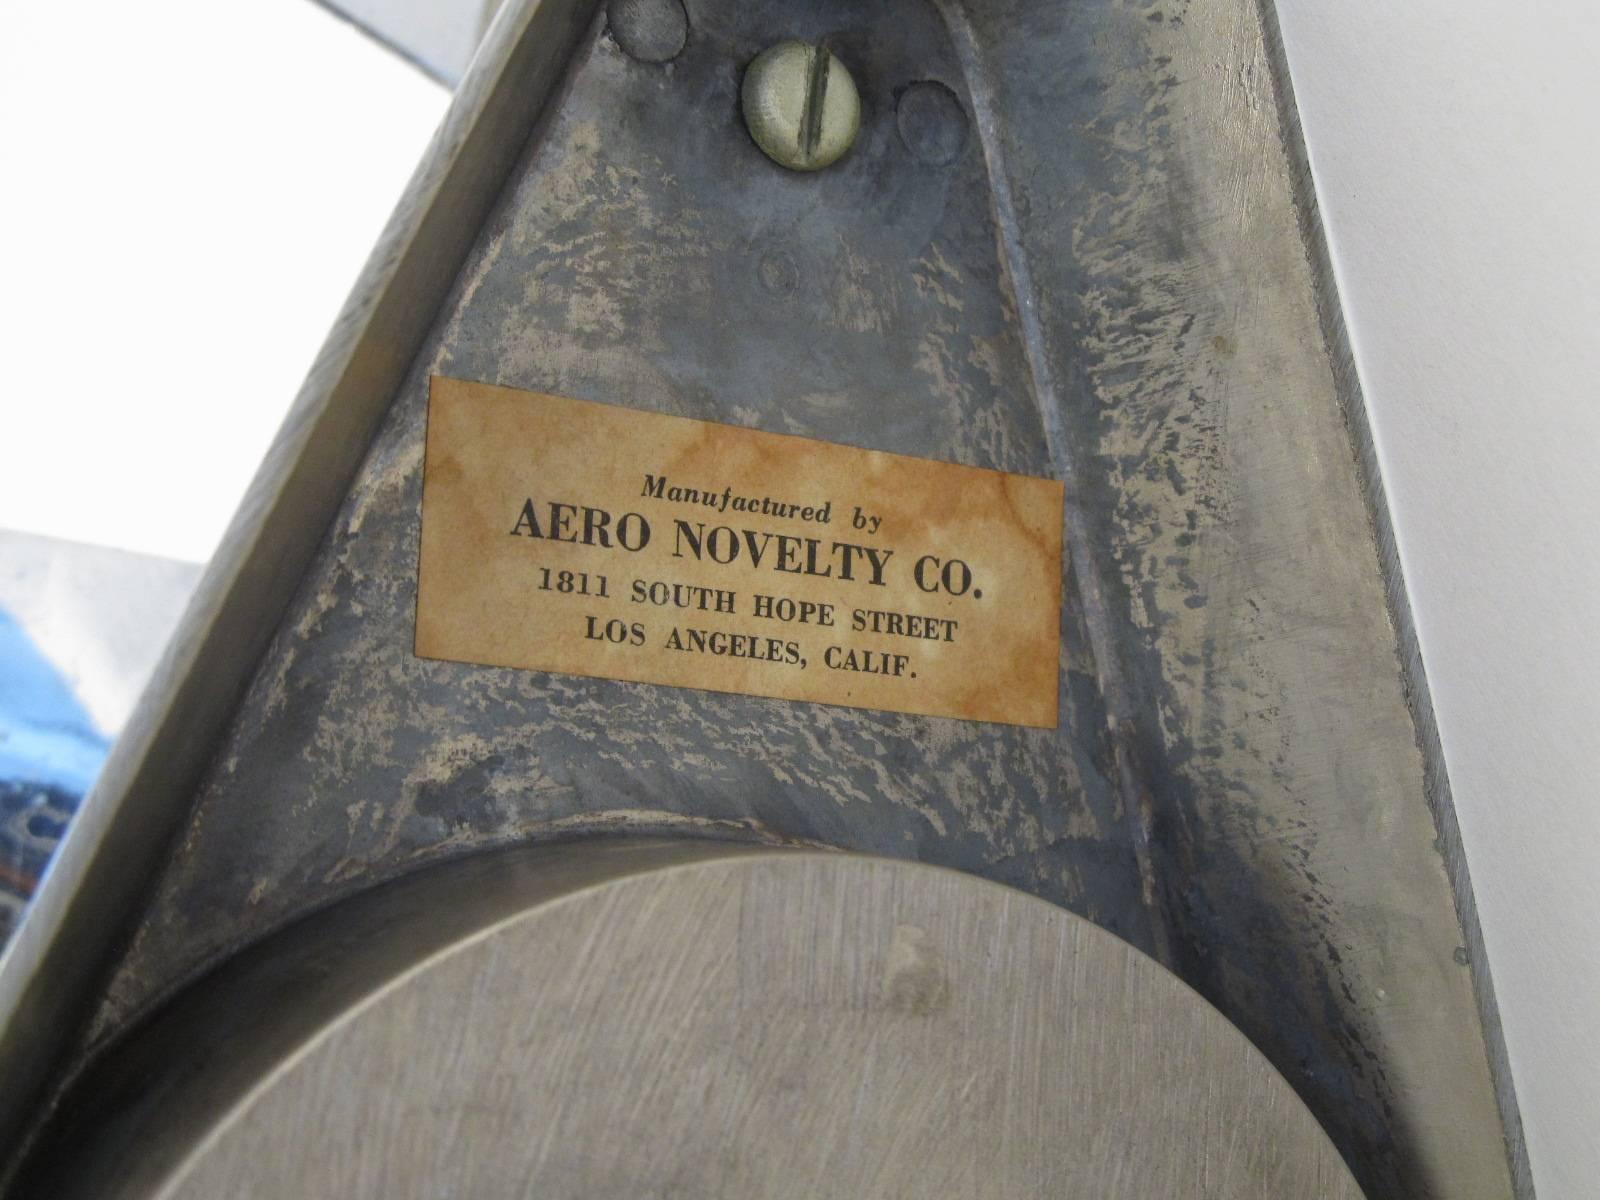 Manufactured by
AERO NOVELTY CO.
1811 SOUTH HOPE STREET
LOS ANGELES, CALIF.